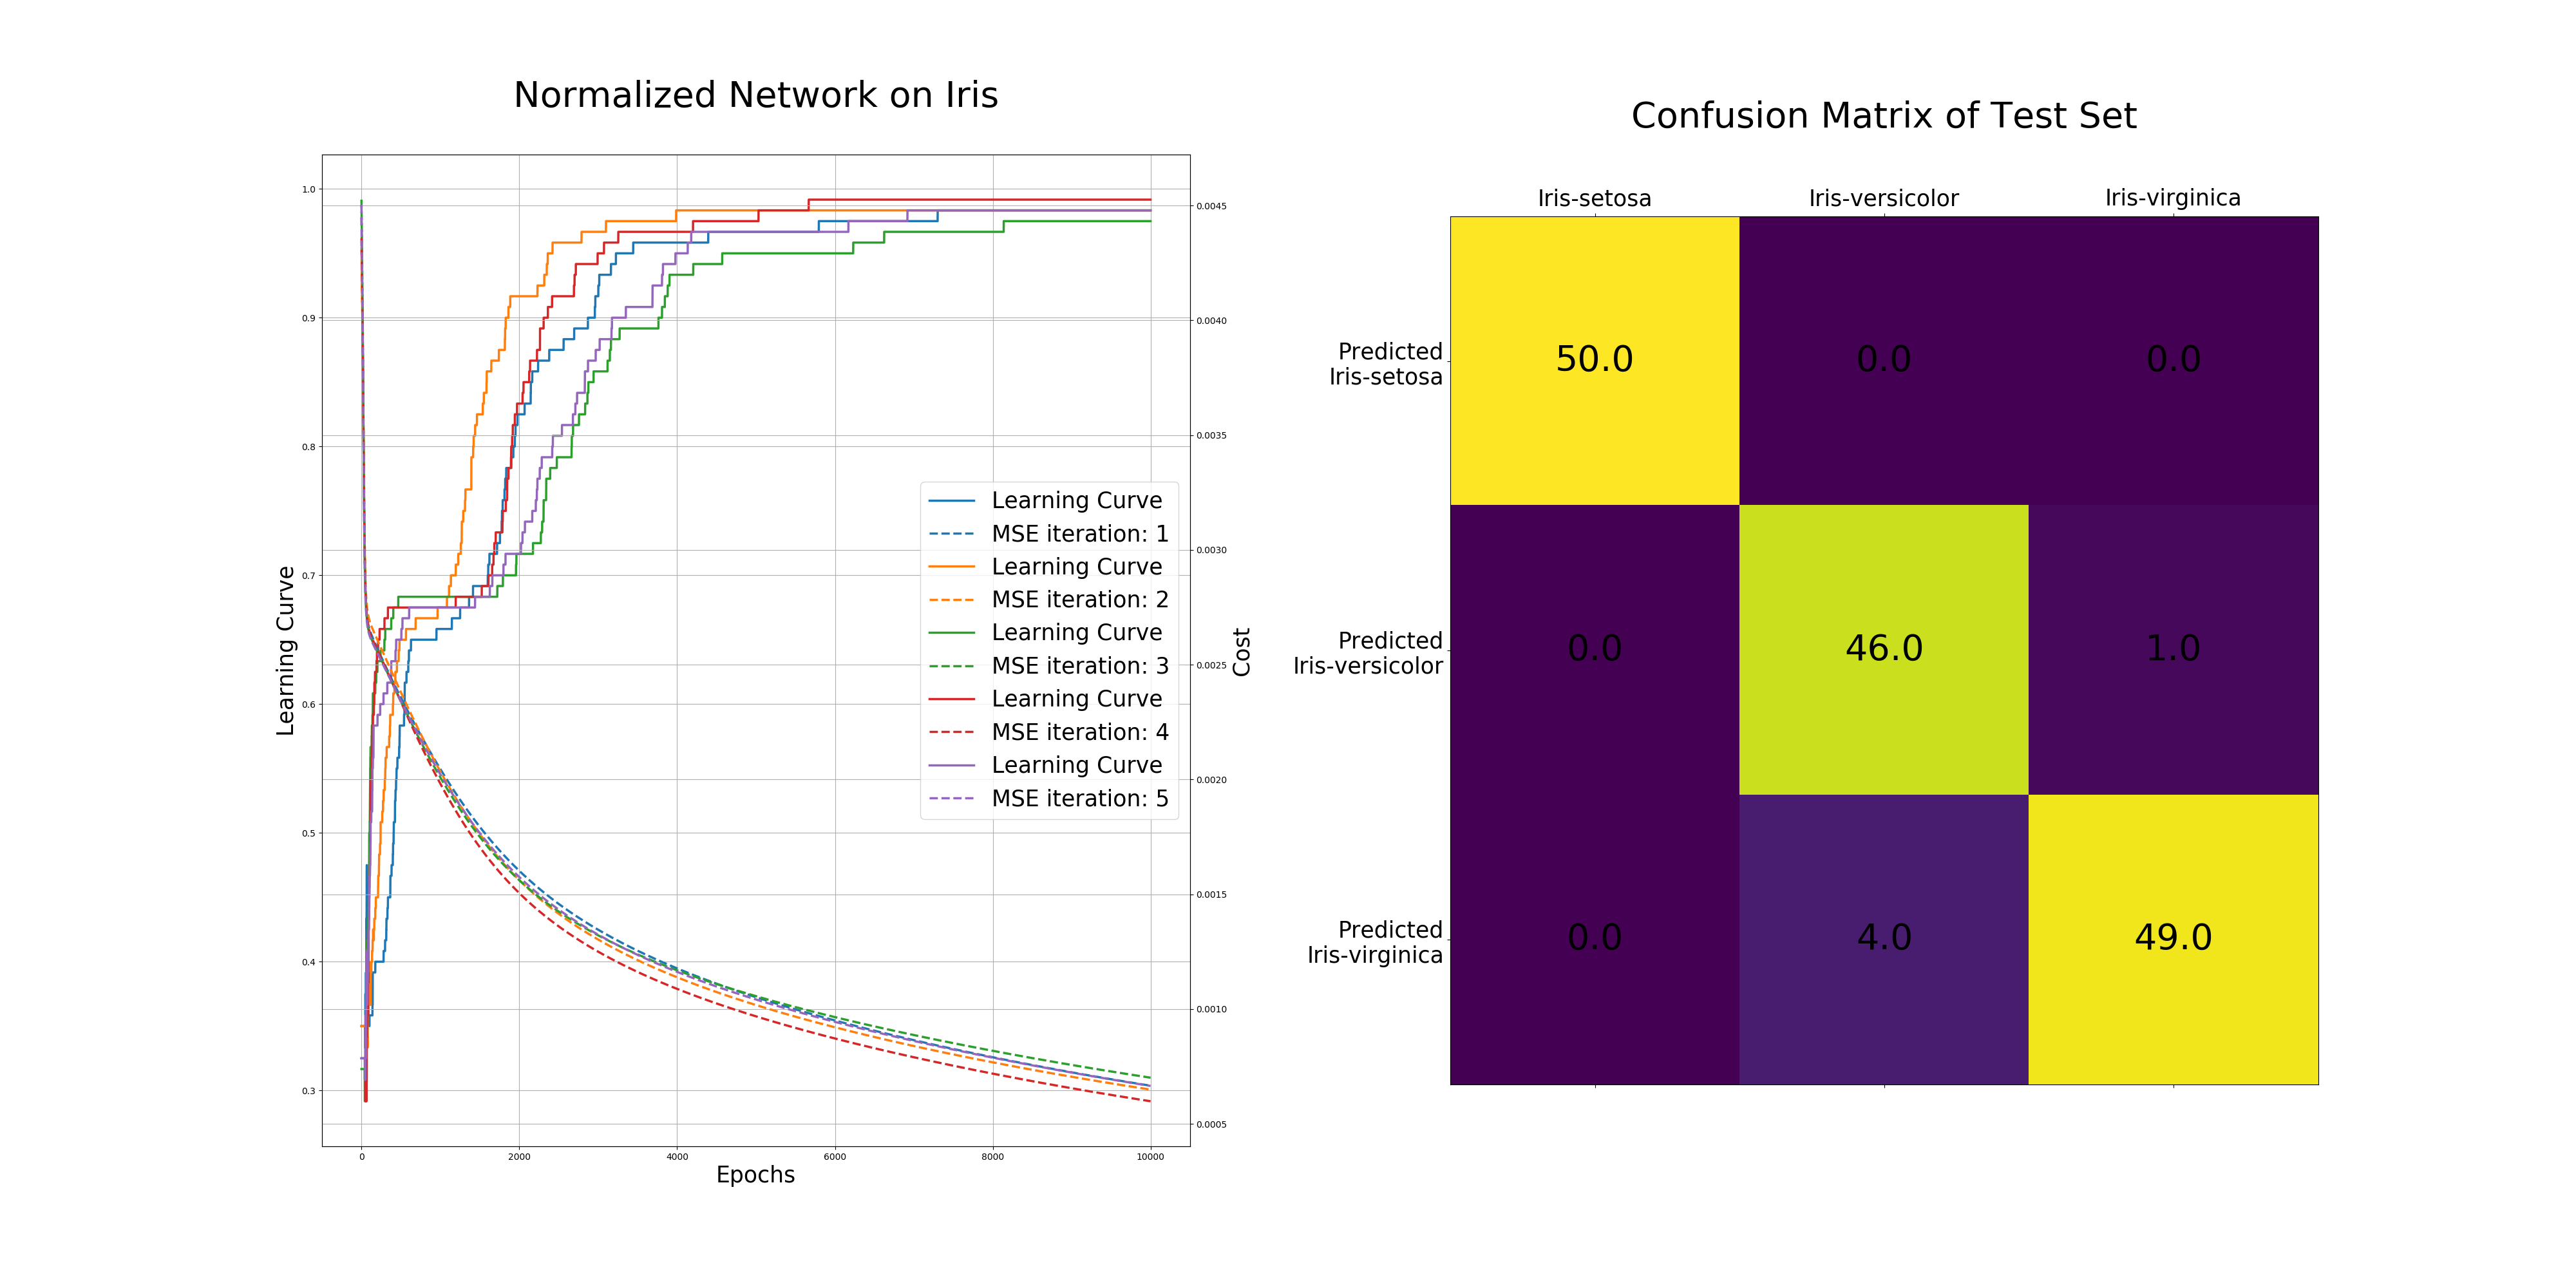 Normalized Network on Iris
Learning Curve
1.0
0.9
0.8
0.7
0.6
0.5
0.4
0.3
0.0045
0.0040
0.0035
0.0030
0.0025
0.0020
0.0015
0.0010
0.0005
Cost
Learning Curve
MSE iteration: 1
Learning Curve
MSE iteration: 2
Learning Curve
MSE iteration: 3
Learning Curve
MSE iteration: 4
Learning Curve
MSE iteration: 5
0 2000 4000 6000 8000 10000
Epochs
Confusion Matrix of Test Set
Iris-setosa Iris-versicolor Iris-virginica
Predicted
Iris-setosa
50.0 0.0 0.0
Predicted
Iris-versicolor
0.0 46.0 1.0
Predicted
Iris-virginica
0.0 4.0 49.0